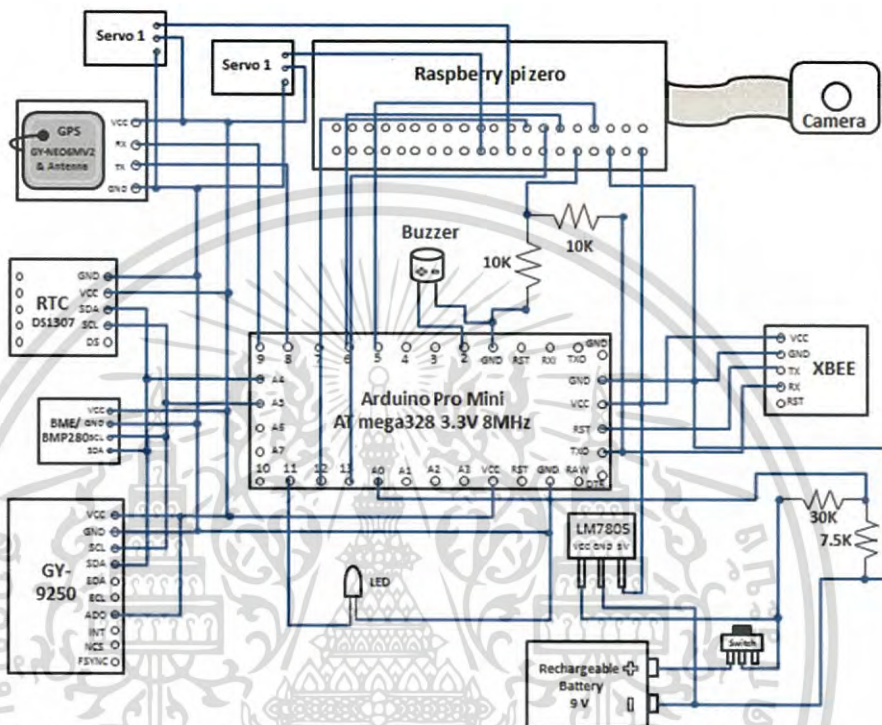 Servo 1
Servo 1
Raspberry pi zero
Camera
GPS
GY-NEO6MV2
& Antenna
VCC
RX
TX
GND
Buzzer
10K
10K
RTC
DS1307
GND
VCC
SDA
SCL
DS
9 8 7 6 5 4 3 2 GND RST RXI TXO GND
A4
A5
A6
A7
Arduino Pro Mini
AT mega328 3.3V 8MHz
GND
VCC
RST
TXO
10 11 12 13 A0 A1 A2 A3 VCC RST GND RAW
DTR
XBEE
VCC
GND
TX
RX
RST
BME/
BMP280
VCC
GND
SCL
SDA
GY-
9250
VCC
GND
SCL
SDA
EDA
ECL
ADO
INT
NCS
FSYNC
LED
LM7805
VCC GND 5V
30K
7.5K
Switch
Rechargeable
Battery
9 V